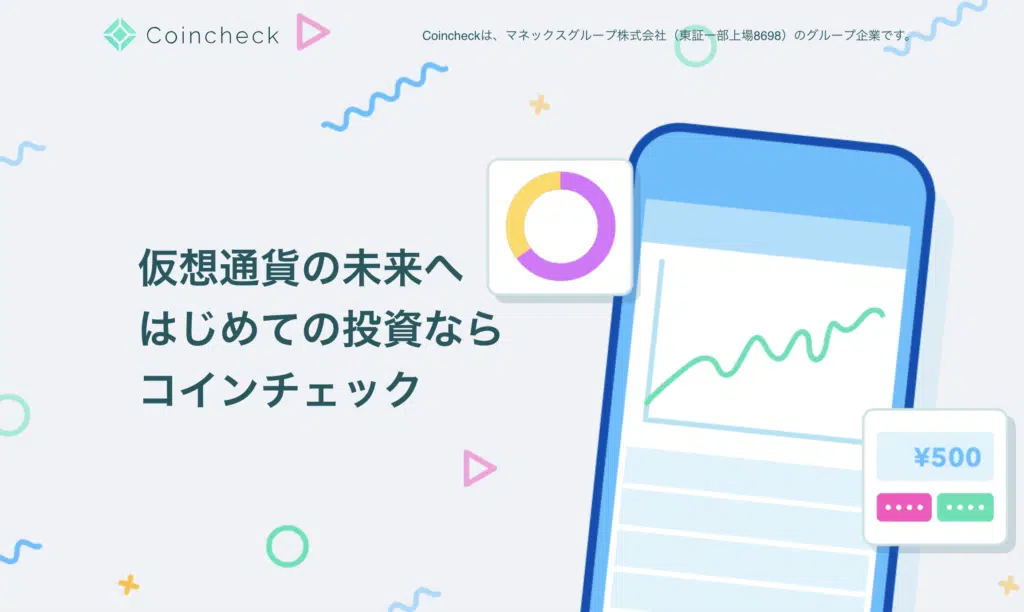 Coincheck
Coincheckは、マネックスグループ株式会社（東証一部上場8698）のグループ企業です。
仮想通貨の未来へ
はじめての投資なら
コインチェック
¥500